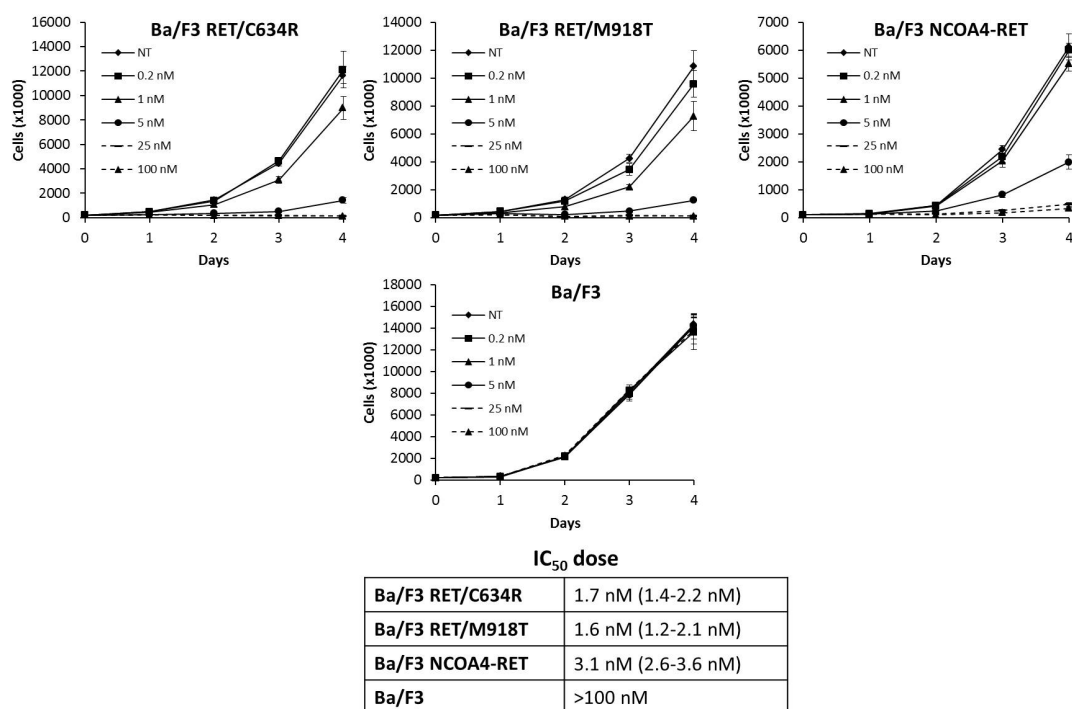 Ba/F3 RET/C634R
16000
14000
12000
10000
8000
6000
4000
2000
0
Cells (x1000)
NT
0.2 nM
1 nM
5 nM
25 nM
100 nM
0 1 2 3 4
Days
Ba/F3 RET/M918T
14000
12000
10000
8000
6000
4000
2000
0
Cells (x1000)
NT
0.2 nM
1 nM
5 nM
25 nM
100 nM
0 1 2 3 4
Days
Ba/F3 NCOA4-RET
7000
6000
5000
4000
3000
2000
1000
0
Cells (x1000)
NT
0.2 nM
1 nM
5 nM
25 nM
100 nM
0 1 2 3 4
Days
Ba/F3
18000
16000
14000
12000
10000
8000
6000
4000
2000
0
Cells (x1000)
NT
0.2 nM
1 nM
5 nM
25 nM
100 nM
0 1 2 3 4
Days
IC50 dose
Ba/F3 RET/C634R 1.7 nM (1.4-2.2 nM)
Ba/F3 RET/M918T 1.6 nM (1.2-2.1 nM)
Ba/F3 NCOA4-RET 3.1 nM (2.6-3.6 nM)
Ba/F3 >100 nM